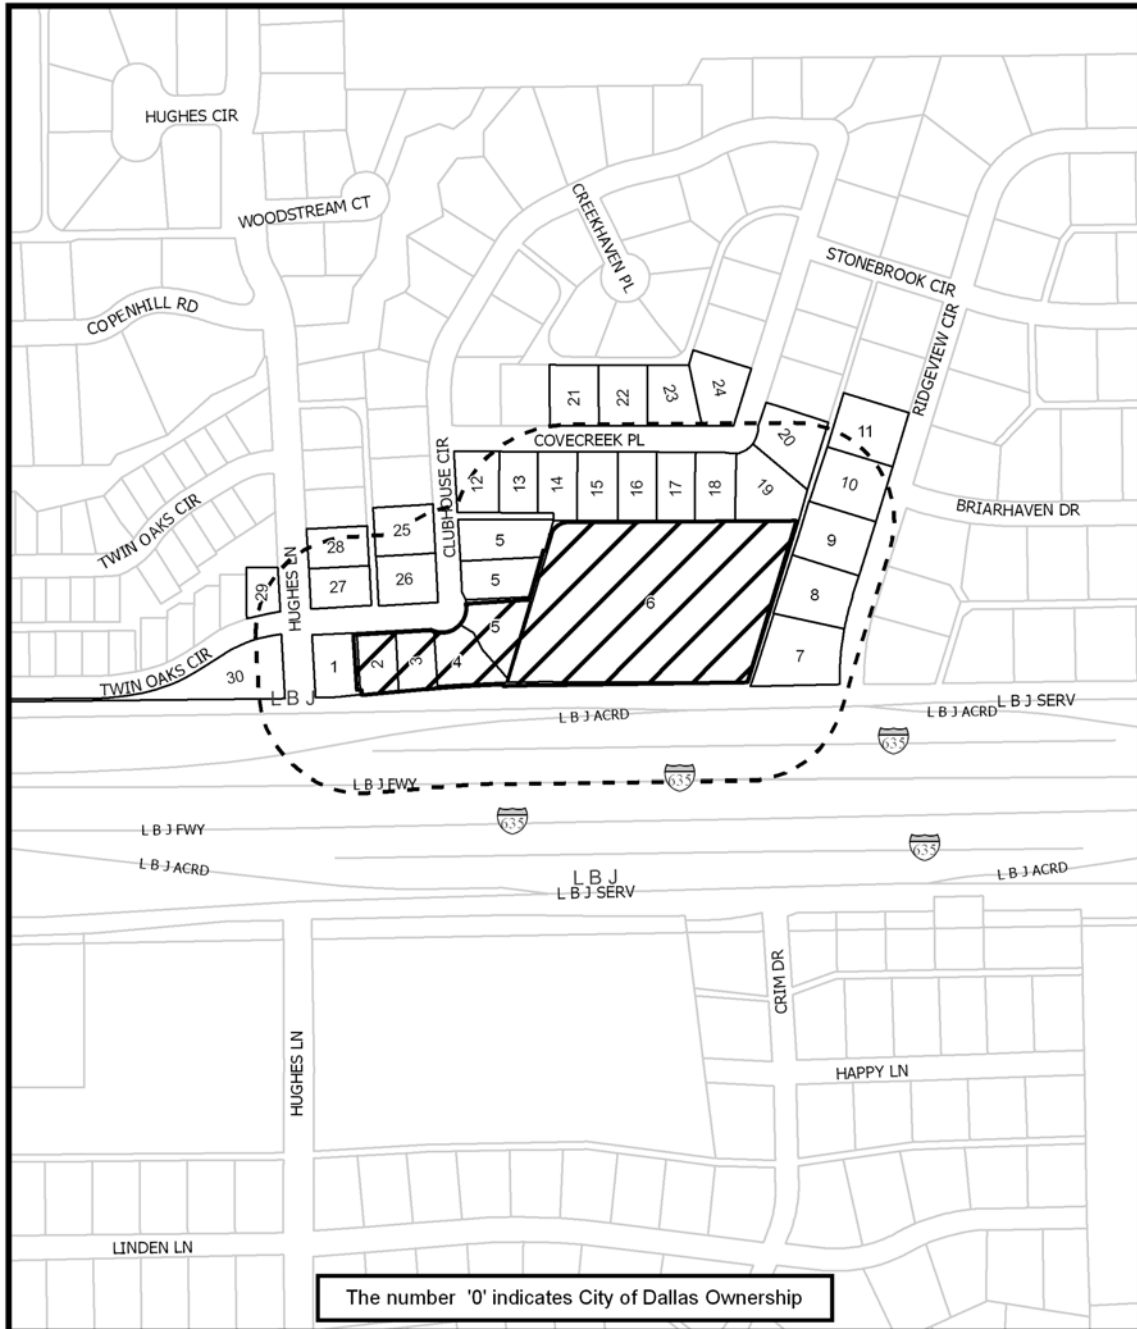 HUGHES CIR
WOODSTREAM CT
CREEKHAVEN PL
STONEBROOK CIR
COPENHILL RD
RIDGEVIEW CIR
24
21
22
23
11
20
COVECREEK PL
CLUBHOUSE CIR
12
13
14
15
16
17
18
19
10
BRIARHAVEN DR
TWIN OAKS CIR
25
28
5
9
HUGHES LN
29
27
26
5
8
6
5
7
TWIN OAKS CIR
30
1
2
3
4
L B J
L B J SERV
L B J ACRD
L B J ACRD
635
635
L B J FWY
635
L B J FWY
635
L B J ACRD
L B J
L B J SERV
L B J ACRD
CRIM DR
HUGHES LN
HAPPY LN
LINDEN LN
The number '0' indicates City of Dallas Ownership